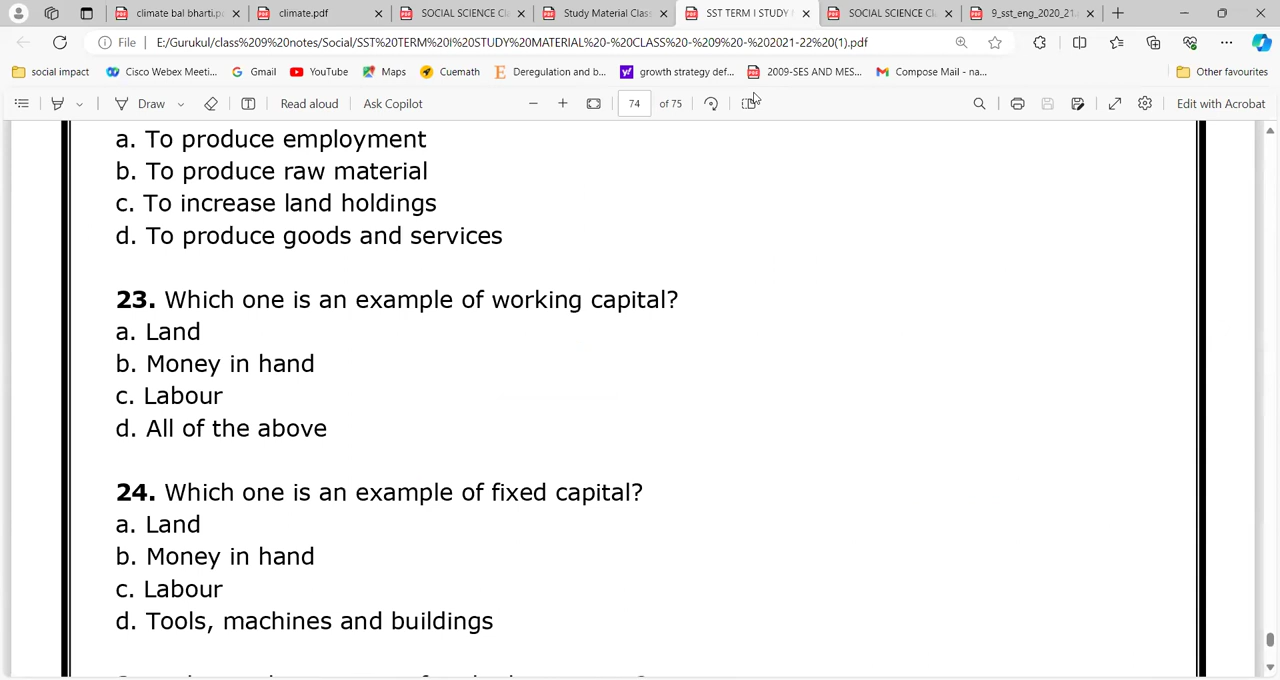 climate bal bharti.p
climate.pdf
SOCIAL SCIENCE Cl
Study Material Class
SST TERM I STUDY
SOCIAL SCIENCE C
9_sst_eng_2020_21
File
E:/Gurukul/class%209%20notes/Social/SST%20TERM%20I%20STUDY%20MATERIAL%20-%20CLASS%20-%209%20-%202021-22%20(1).pdf
social impact
Cisco Webex Meeti...
Gmail
YouTube
Maps
Cuemath
Deregulation and b...
growth strategy def...
2009-SES AND MES...
Compose Mail - na...
Other favourites
Draw
Read aloud
Ask Copilot
74 of 75
Edit with Acrobat
a. To produce employment
b. To produce raw material
c. To increase land holdings
d. To produce goods and services
23. Which one is an example of working capital?
a. Land
b. Money in hand
c. Labour
d. All of the above
24. Which one is an example of fixed capital?
a. Land
b. Money in hand
c. Labour
d. Tools, machines and buildings